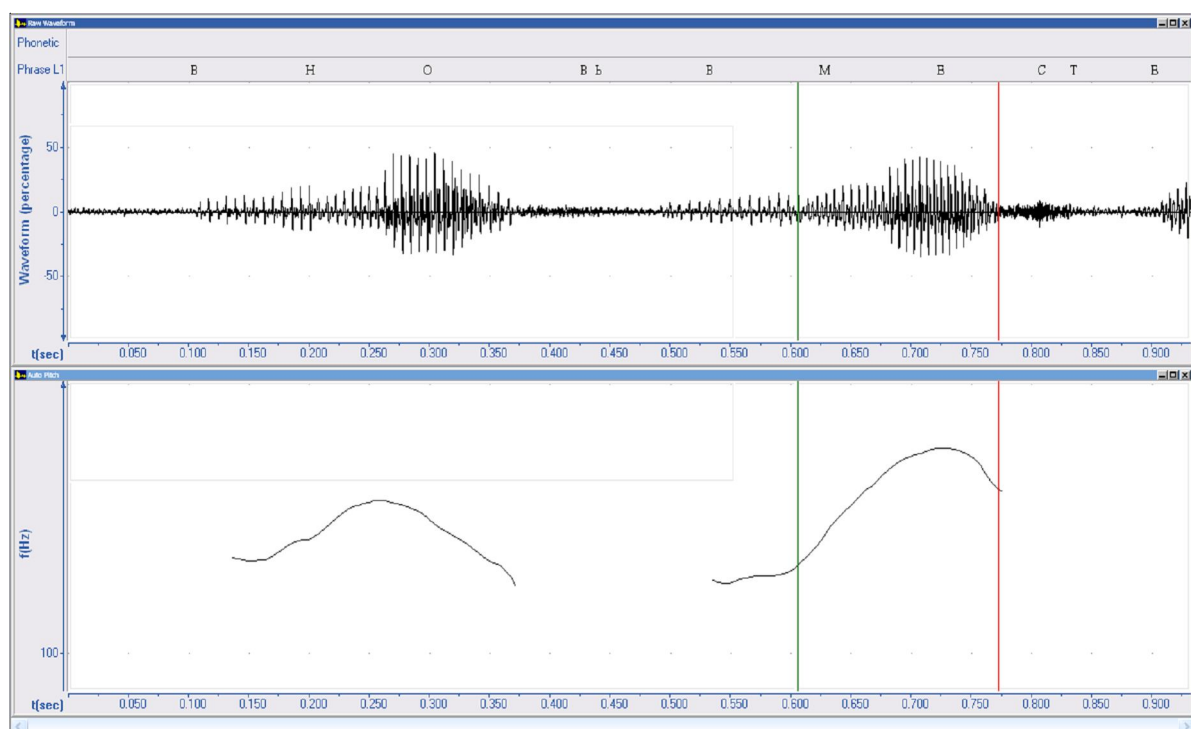 Raw Waveform
Phonetic
Phrase L1 В Н О В Ь В М Е С Т Е
Waveform (percentage)
50
0
-50
t(sec) 0.050 0.100 0.150 0.200 0.250 0.300 0.350 0.400 0.450 0.500 0.550 0.600 0.650 0.700 0.750 0.800 0.850 0.900
Auto Pitch
f(Hz)
100
t(sec) 0.050 0.100 0.150 0.200 0.250 0.300 0.350 0.400 0.450 0.500 0.550 0.600 0.650 0.700 0.750 0.800 0.850 0.900